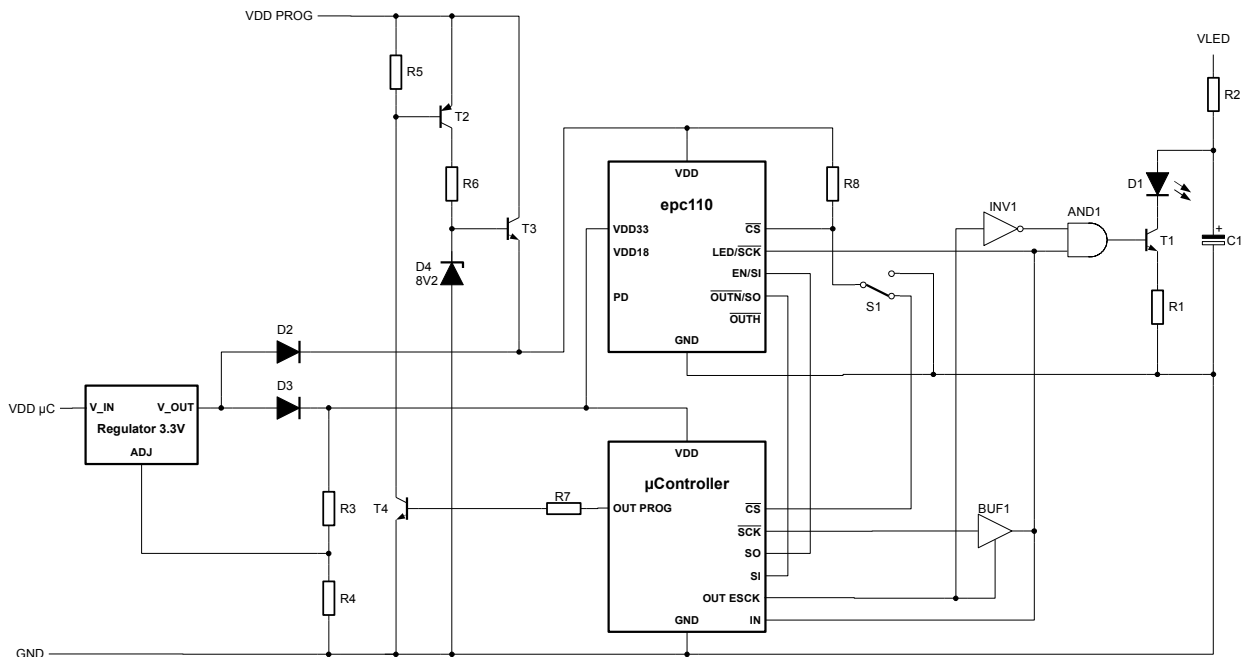 VDD PROG
VLED
R5
R2
T2
R6
D1
R8
VDD
epc110
INV1
AND1
T3
VDD33
CS
T1
C1
+
VDD18
LED/SCK
D4
8V2
EN/SI
PD
OUTN/SO
S1
R1
OUTH
D2
GND
D3
VDD µC
V_IN
V_OUT
Regulator 3.3V
ADJ
VDD
µController
R7
R3
T4
OUT PROG
CS
BUF1
SCK
SO
SI
R4
OUT ESCK
GND
IN
GND